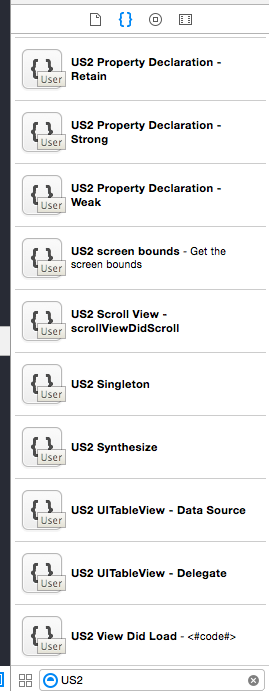 { }
{ }
User
US2 Property Declaration -
Retain
{ }
User
US2 Property Declaration -
Strong
{ }
User
US2 Property Declaration -
Weak
{ }
User
US2 screen bounds - Get the
screen bounds
{ }
User
US2 Scroll View -
scrollViewDidScroll
{ }
User
US2 Singleton
{ }
User
US2 Synthesize
{ }
User
US2 UITableView - Data Source
{ }
User
US2 UITableView - Delegate
{ }
User
US2 View Did Load - <#code#>
US2